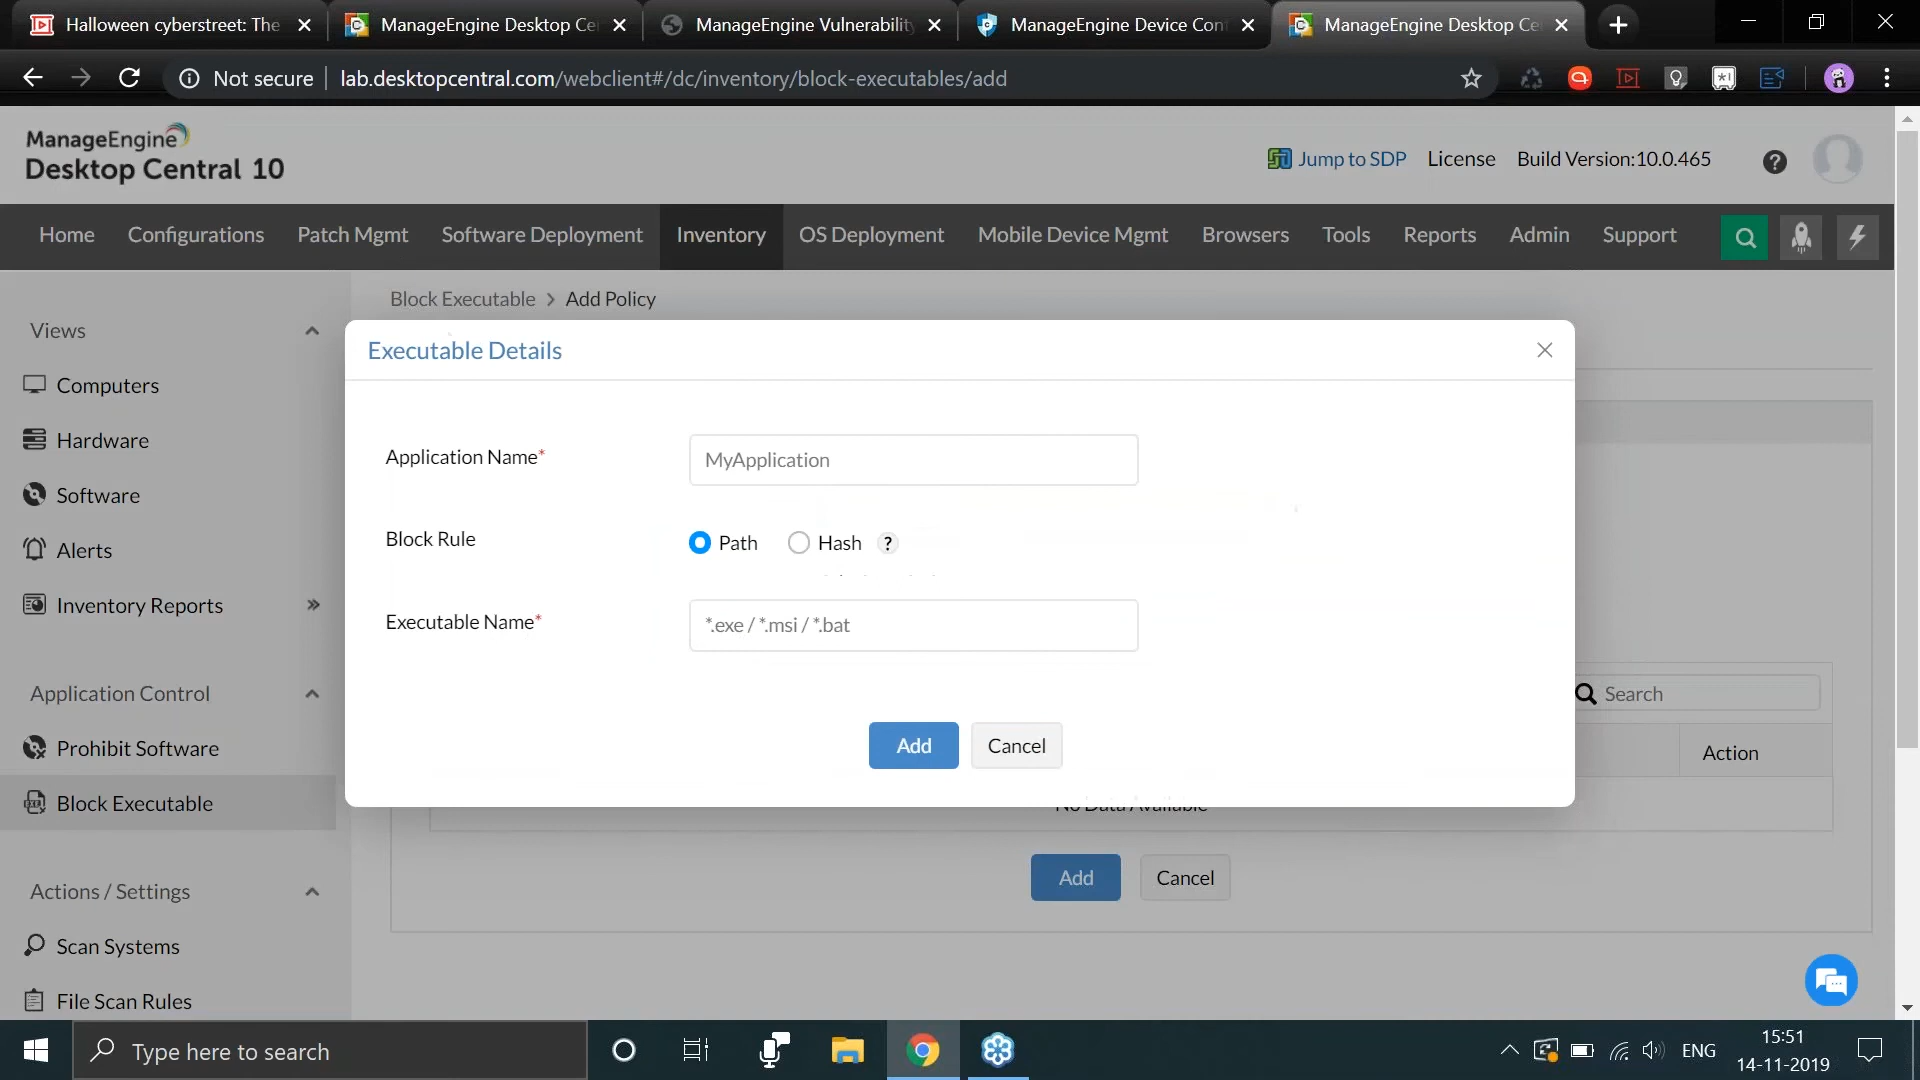 Halloween cyberstreet: The
ManageEngine Desktop Ce
ManageEngine Vulnerability
ManageEngine Device Con
ManageEngine Desktop Ce
Not secure
lab.desktopcentral.com/webclient#/dc/inventory/block-executables/add
ManageEngine
Desktop Central 10
Jump to SDP
License
Build Version:10.0.465
Home
Configurations
Patch Mgmt
Software Deployment
Inventory
OS Deployment
Mobile Device Mgmt
Browsers
Tools
Reports
Admin
Support
Block Executable > Add Policy
Views
Computers
Hardware
Software
Alerts
Inventory Reports
Application Control
Prohibit Software
Block Executable
Actions / Settings
Scan Systems
File Scan Rules
Executable Details
Application Name*
MyApplication
Block Rule
Path
Hash
?
Executable Name*
*.exe / *.msi / *.bat
Add
Cancel
Search
Action
No Data Available
Add
Cancel
Type here to search
ENG
15:51
14-11-2019